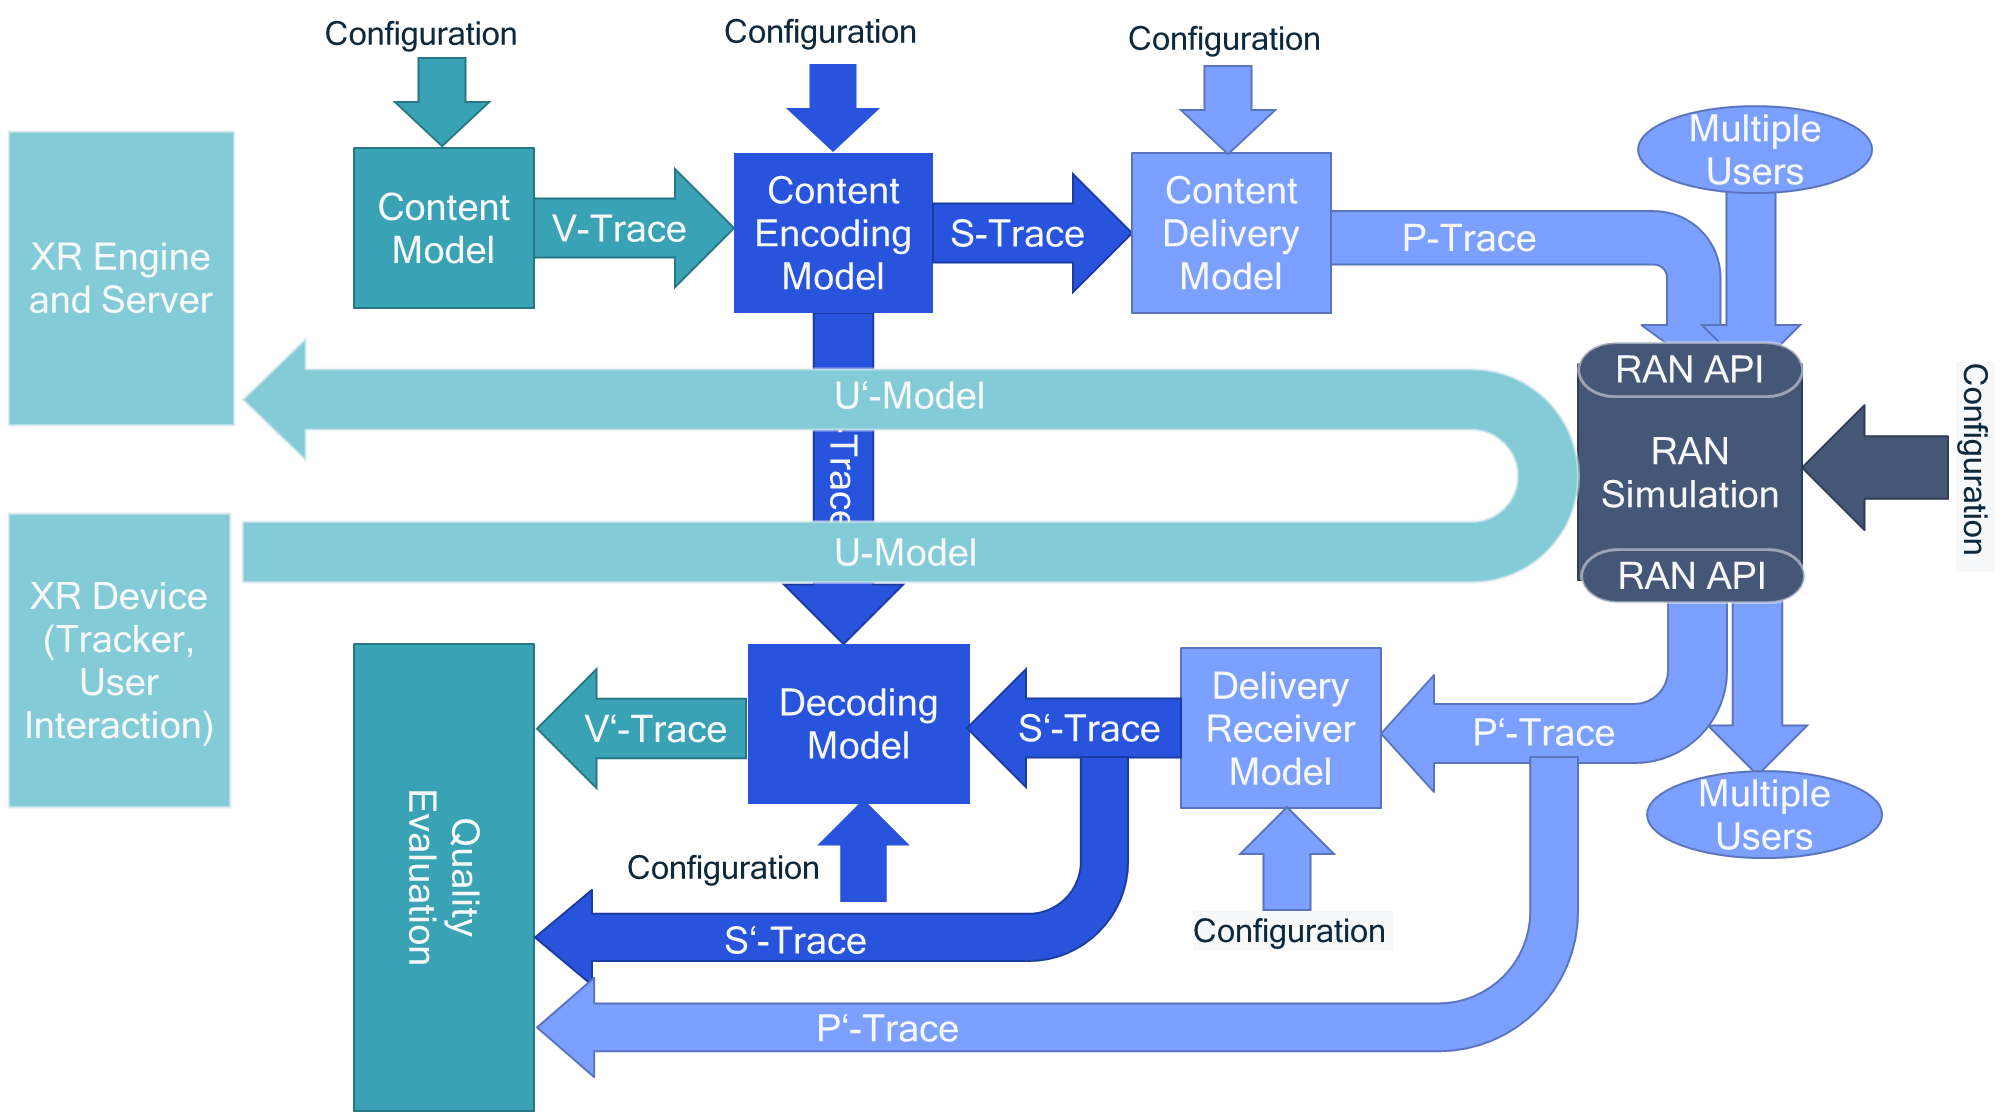 Configuration
Configuration
Configuration
Multiple
Users
XR Engine
and Server
Content
Model
V-Trace
Content
Encoding
Model
S-Trace
Content
Delivery
Model
P-Trace
RAN API
RAN
Simulation
RAN API
Configuration
U‘-Model
-Trace
U-Model
XR Device
(Tracker,
User
Interaction)
Quality
Evaluation
V‘-Trace
Decoding
Model
S‘-Trace
Delivery
Receiver
Model
P‘-Trace
Multiple
Users
Configuration
Configuration
S‘-Trace
P‘-Trace